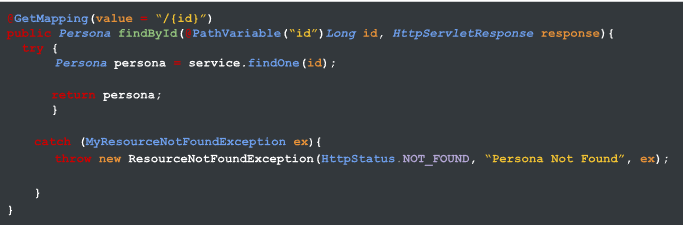 @GetMapping(value = “/{id}”)
public Persona findById(@PathVariable(“id”)Long id, HttpServletResponse response){
try {
Persona persona = service.findOne(id);
return persona;
}
catch (MyResourceNotFoundException ex){
throw new ResourceNotFoundException(HttpStatus.NOT_FOUND, “Persona Not Found”, ex);
}
}